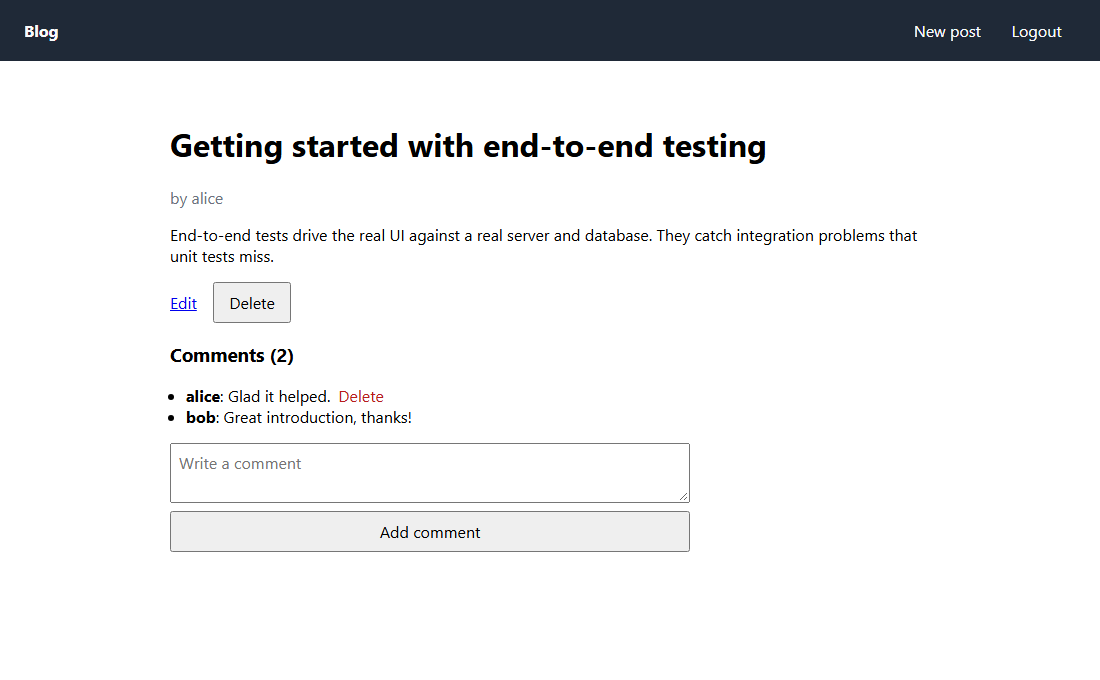 Blog
New post
Logout
Getting started with end-to-end testing
by alice
End-to-end tests drive the real UI against a real server and database. They catch integration problems that
unit tests miss.
Edit
Delete
Comments (2)
alice: Glad it helped. Delete
bob: Great introduction, thanks!
Write a comment
Add comment